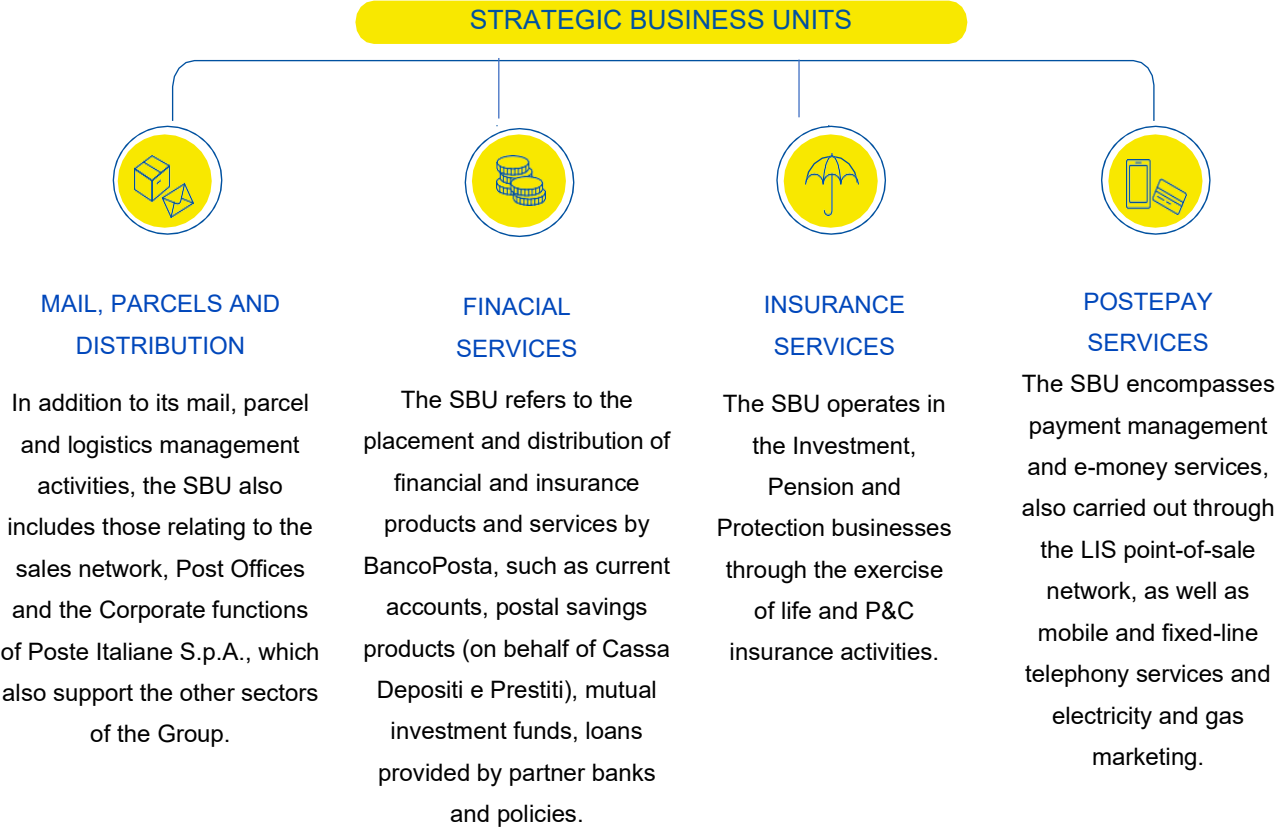 STRATEGIC BUSINESS UNITS
MAIL, PARCELS AND
DISTRIBUTION
In addition to its mail, parcel
and logistics management
activities, the SBU also
includes those relating to the
sales network, Post Offices
and the Corporate functions
of Poste Italiane S.p.A., which
also support the other sectors
of the Group.
FINACIAL
SERVICES
The SBU refers to the
placement and distribution of
financial and insurance
products and services by
BancoPosta, such as current
accounts, postal savings
products (on behalf of Cassa
Depositi e Prestiti), mutual
investment funds, loans
provided by partner banks
and policies.
INSURANCE
SERVICES
The SBU operates in
the Investment,
Pension and
Protection businesses
through the exercise
of life and P&C
insurance activities.
POSTEPAY
SERVICES
The SBU encompasses
payment management
and e-money services,
also carried out through
the LIS point-of-sale
network, as well as
mobile and fixed-line
telephony services and
electricity and gas
marketing.